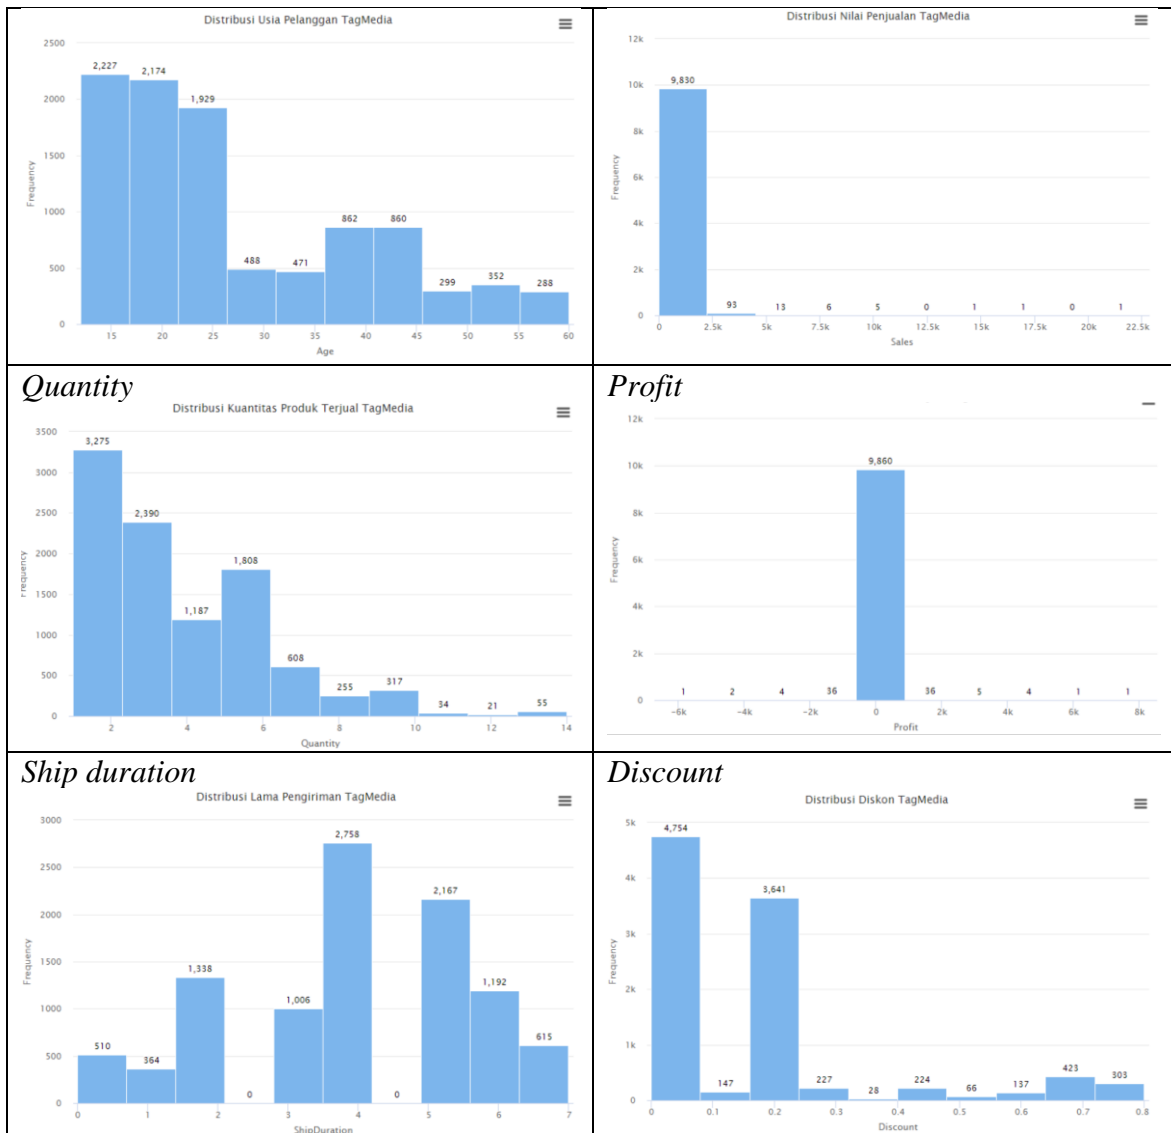 Distribusi Usia Pelanggan TagMedia
2500
2,227
2,174
2000
1,929
1500
Frequency
1000
862
860
500
488
471
299
352
288
0
15 20 25 30 35 40 45 50 55 60
Age
Distribusi Nilai Penjualan TagMedia
12k
10k
9,830
8k
6k
Frequency
4k
2k
93 13 6 5 0 1 1 0 1
0
0 2.5k 5k 7.5k 10k 12.5k 15k 17.5k 20k 22.5k
Sales
Quantity
Distribusi Kuantitas Produk Terjual TagMedia
3500
3,275
3000
2500
2,390
2000
1,808
Frequency
1500
1,187
1000
608
500
255
317
34
21
55
0
2 4 6 8 10 12 14
Quantity
Profit
12k
10k
9,860
8k
6k
Frequency
4k
2k
1 2 4 36 36 5 4 1 1
0
-6k -4k -2k 0 2k 4k 6k 8k
Profit
Ship duration
Distribusi Lama Pengiriman TagMedia
3000
2,758
2500
2,167
2000
1500
1,338
Frequency
1,192
1000
1,006
615
500
510
364
0
0
0
0 1 2 3 4 5 6 7
ShipDuration
Discount
Distribusi Diskon TagMedia
5k
4,754
4k
3,641
3k
Frequency
2k
1k
147
227
28
224
66
137
423
303
0
0 0.1 0.2 0.3 0.4 0.5 0.6 0.7 0.8
Discount